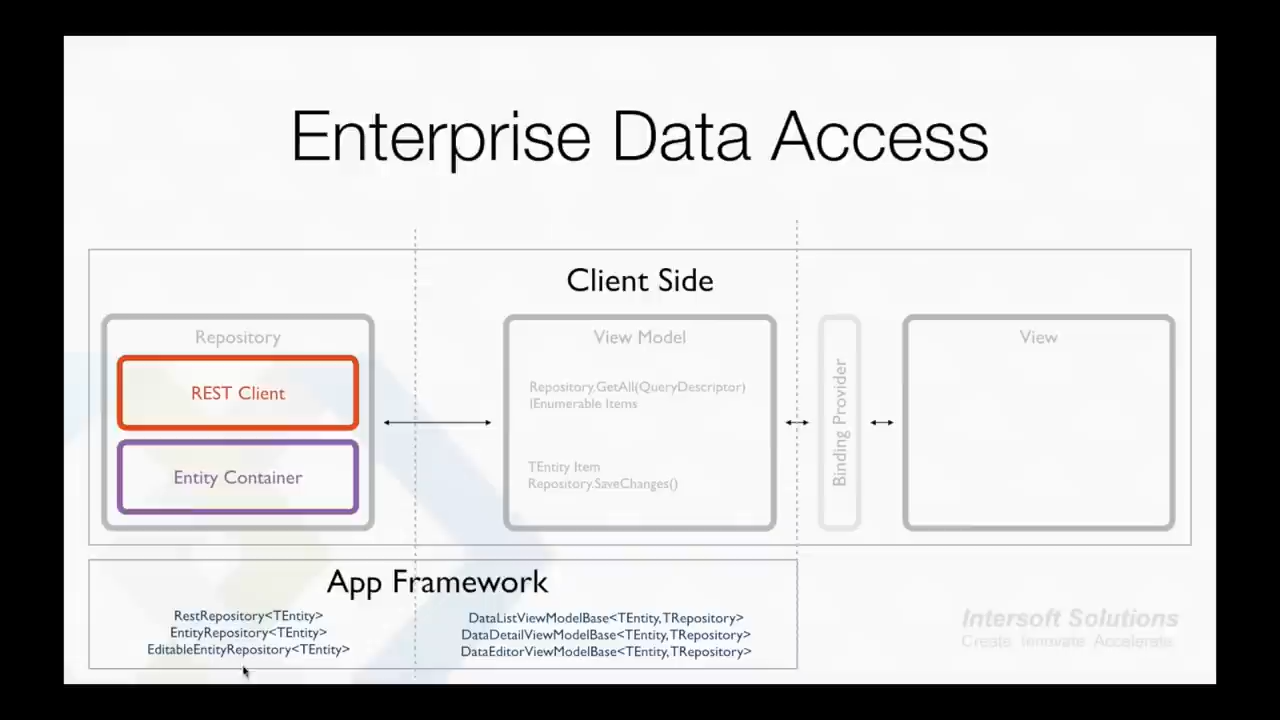 Enterprise Data Access
Client Side
Repository
REST Client
Entity Container
View Model
Repository.GetAll(QueryDescriptor)
IEnumerable Items
TEntity Item
Repository.SaveChanges()
Binding Provider
View
App Framework
RestRepository<TEntity>
EntityRepository<TEntity>
EditableEntityRepository<TEntity>
DataListViewModelBase<TEntity,TRepository>
DataDetailViewModelBase<TEntity,TRepository>
DataEditorViewModelBase<TEntity,TRepository>
Intersoft Solutions
Create Innovate Accelerate